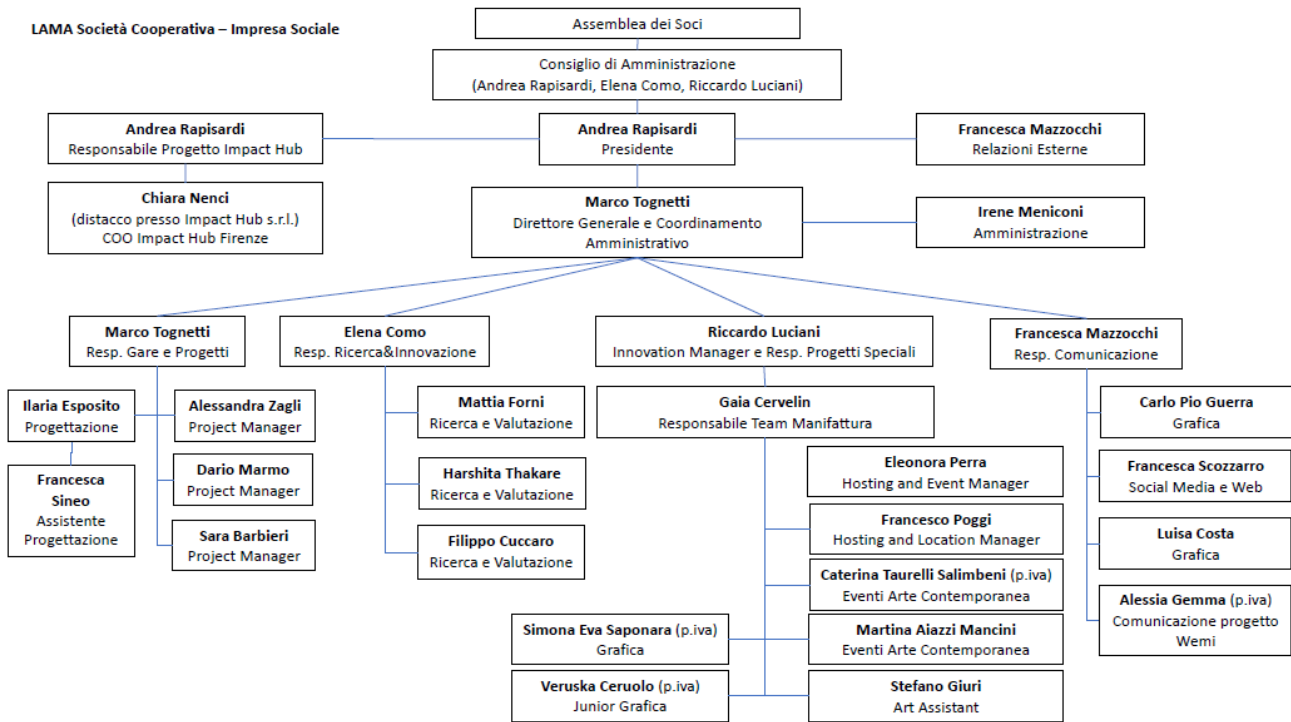 LAMA Società Cooperativa – Impresa Sociale
Assemblea dei Soci
Consiglio di Amministrazione
(Andrea Rapisardi, Elena Como, Riccardo Luciani)
Andrea Rapisardi
Responsabile Progetto Impact Hub
Andrea Rapisardi
Presidente
Francesca Mazzocchi
Relazioni Esterne
Chiara Nenci
(distacco presso Impact Hub s.r.l.)
COO Impact Hub Firenze
Marco Tognetti
Direttore Generale e Coordinamento
Amministrativo
Irene Meniconi
Amministrazione
Marco Tognetti
Resp. Gare e Progetti
Elena Como
Resp. Ricerca&Innovazione
Riccardo Luciani
Innovation Manager e Resp. Progetti Speciali
Francesca Mazzocchi
Resp. Comunicazione
Ilaria Esposito
Progettazione
Francesca
Sineo
Assistente
Progettazione
Alessandra Zagli
Project Manager
Dario Marmo
Project Manager
Sara Barbieri
Project Manager
Mattia Forni
Ricerca e Valutazione
Harshita Thakare
Ricerca e Valutazione
Filippo Cuccaro
Ricerca e Valutazione
Gaia Cervelin
Responsabile Team Manifattura
Eleonora Perra
Hosting and Event Manager
Francesco Poggi
Hosting and Location Manager
Caterina Taurelli Salimbeni (p.iva)
Eventi Arte Contemporanea
Simona Eva Saponara (p.iva)
Grafica
Martina Aiazzi Mancini
Eventi Arte Contemporanea
Veruska Ceruolo (p.iva)
Junior Grafica
Stefano Giuri
Art Assistant
Carlo Pio Guerra
Grafica
Francesca Scozzarro
Social Media e Web
Luisa Costa
Grafica
Alessia Gemma (p.iva)
Comunicazione progetto
Wemi